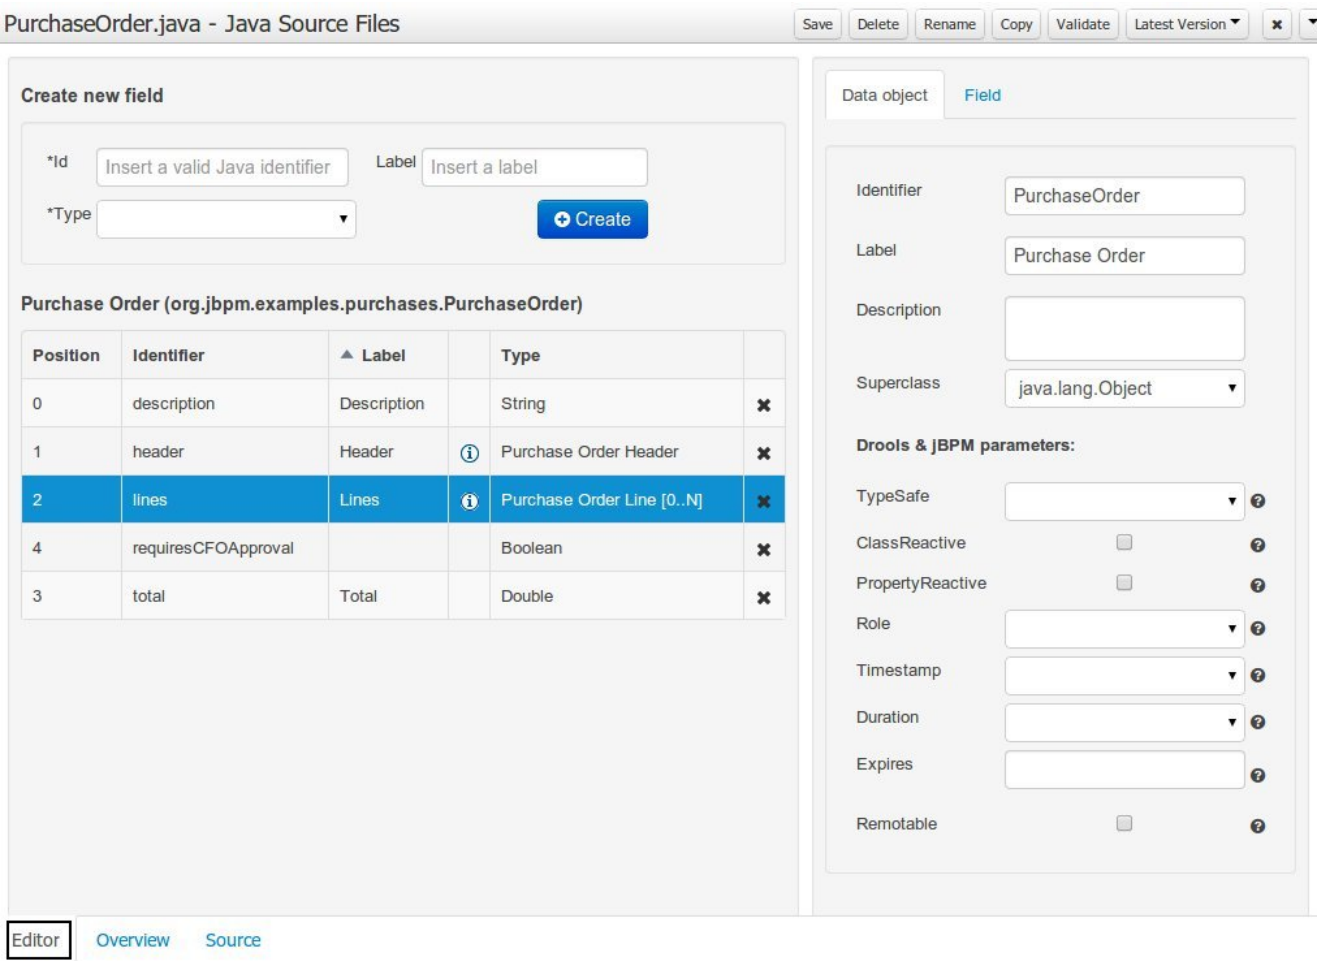 PurchaseOrder.java - Java Source Files
Save Delete Rename Copy Validate Latest Version
Create new field
*Id Insert a valid Java identifier Label Insert a label
*Type Create
Purchase Order (org.jbpm.examples.purchases.PurchaseOrder)
Position Identifier Label Type
0 description Description String
1 header Header Purchase Order Header
2 lines Lines Purchase Order Line [0..N]
4 requiresCFOApproval Boolean
3 total Total Double
Data object Field
Identifier PurchaseOrder
Label Purchase Order
Description
Superclass java.lang.Object
Drools & jBPM parameters:
TypeSafe
ClassReactive
PropertyReactive
Role
Timestamp
Duration
Expires
Remotable
Editor Overview Source